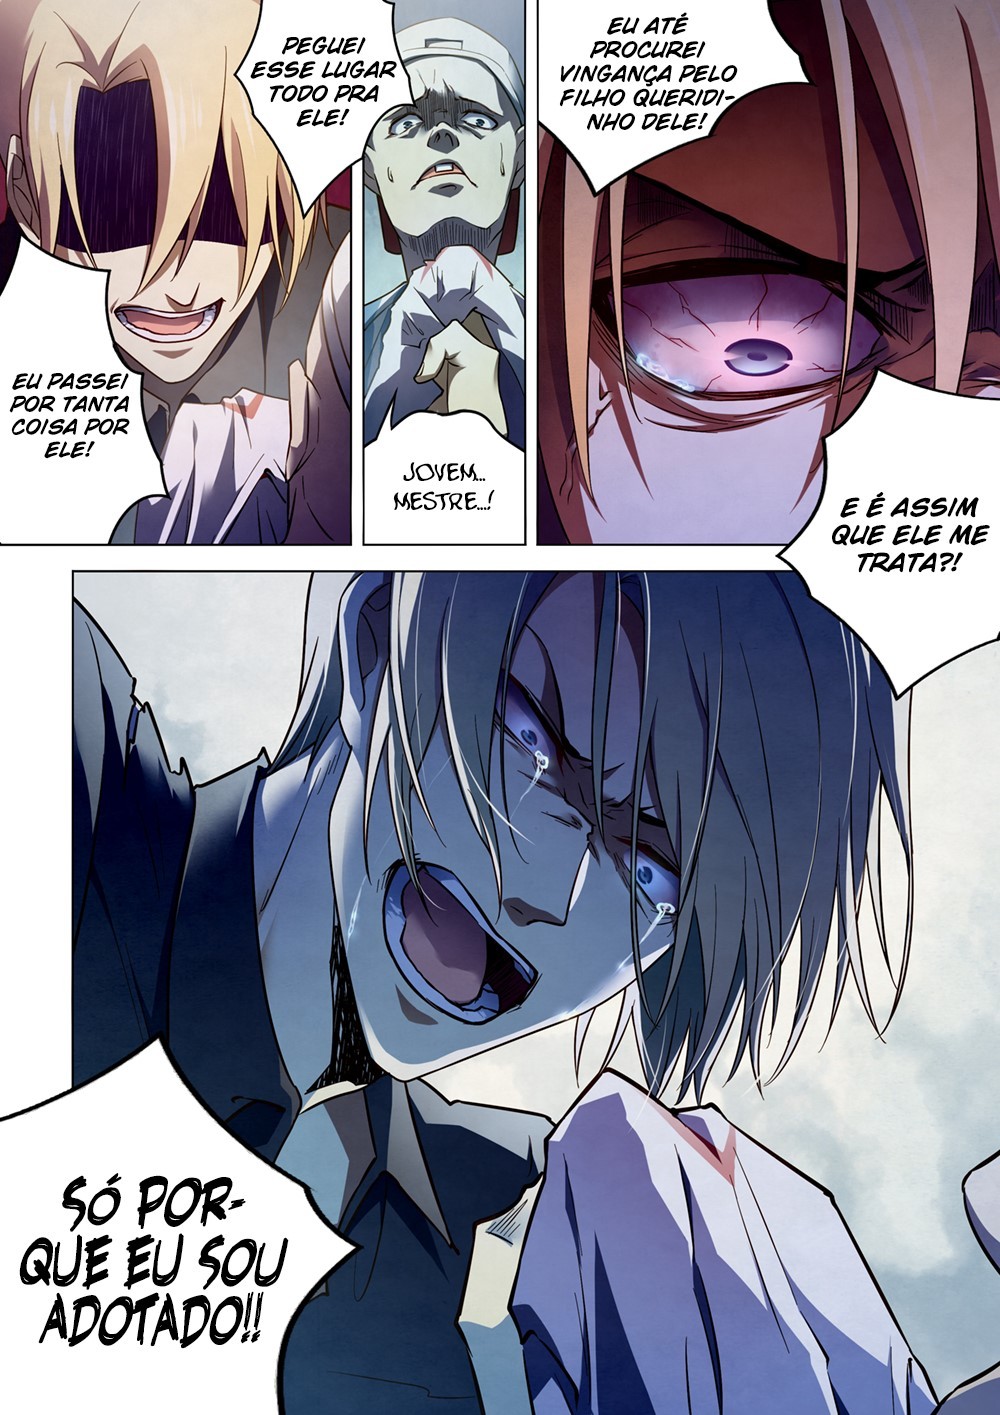 PEGUEI
ESSE LUGAR
TODO PRA
ELE!
EU PASSEI
POR TANTA
COISA POR
ELE!
JOVEM...
MESTRE...!
EU ATÉ
PROCUREI
VINGANÇA PELO
FILHO QUERIDI-
NHO DELE!
E É ASSIM
QUE ELE ME
TRATA?!
SÓ POR-
QUE EU SOU
ADOTADO!!